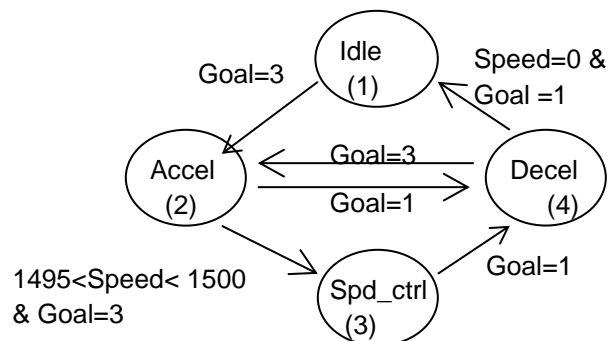 Idle
(1)
Goal=3
Speed=0 &
Goal =1
Accel
(2)
Goal=3
Goal=1
Decel
(4)
1495<Speed< 1500
& Goal=3
Spd_ctrl
(3)
Goal=1